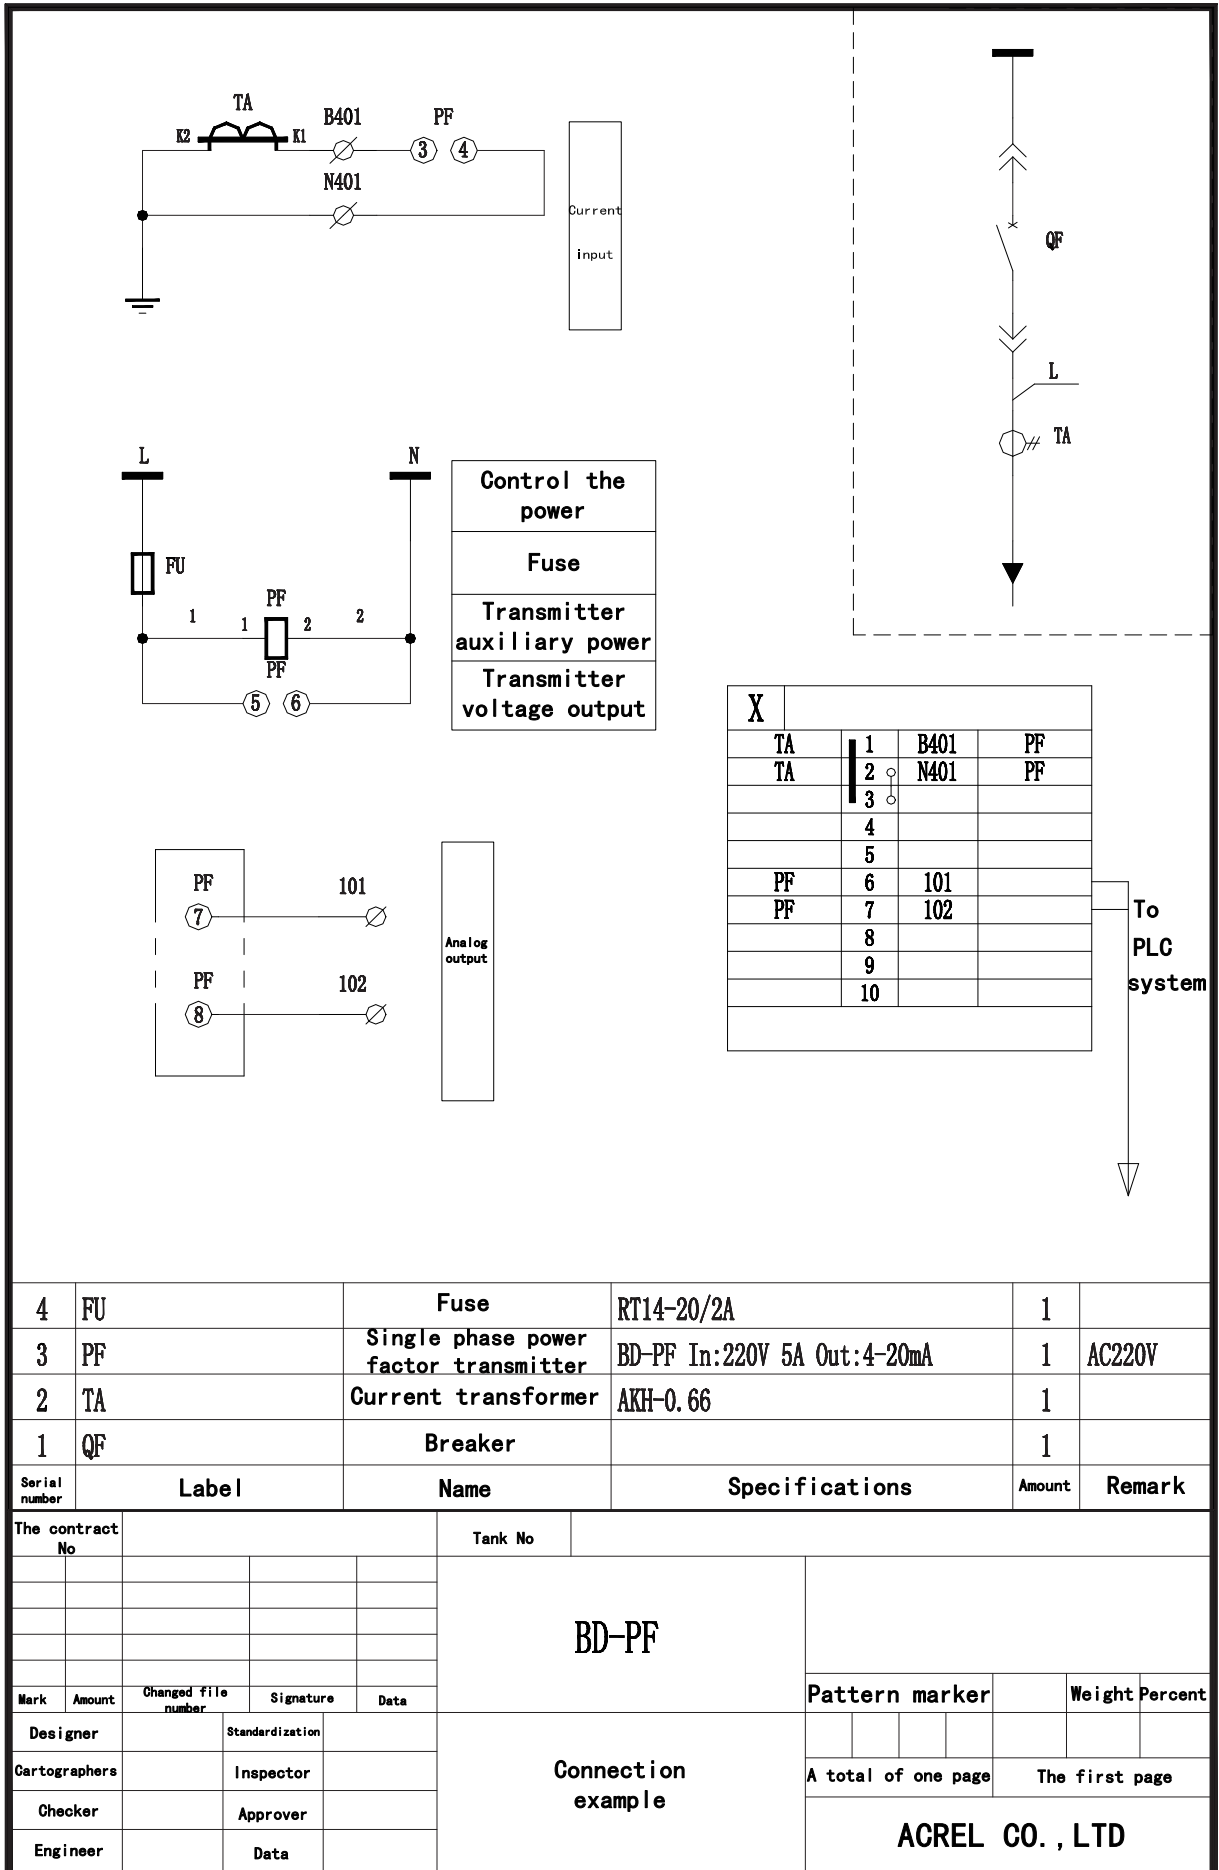 TA
K2
K1
B401
PF
3
4
N401
Current
input
QF
L
TA
L
N
FU
PF
1
1
2
2
PF
5
6
Control the
power
Fuse
Transmitter
auxiliary power
Transmitter
voltage output
X
TA 1 B401 PF
TA 2 N401 PF
3
4
5
PF 6 101
PF 7 102
8
9
10
To
PLC
system
PF
7
101
PF
8
102
Analog
output
4 FU Fuse RT14-20/2A 1
3 PF Single phase power
factor transmitter BD-PF In:220V 5A Out:4-20mA 1 AC220V
2 TA Current transformer AKH-0.66 1
1 QF Breaker 1
Serial
number Label Name Specifications Amount Remark
The contract
No
Tank No
BD-PF
Mark Amount Changed file
number Signature Data
Pattern marker Weight Percent
Designer Standardization
Cartographers Inspector
Checker Approver
Engineer Data
Connection
example
A total of one page The first page
ACREL CO.,LTD